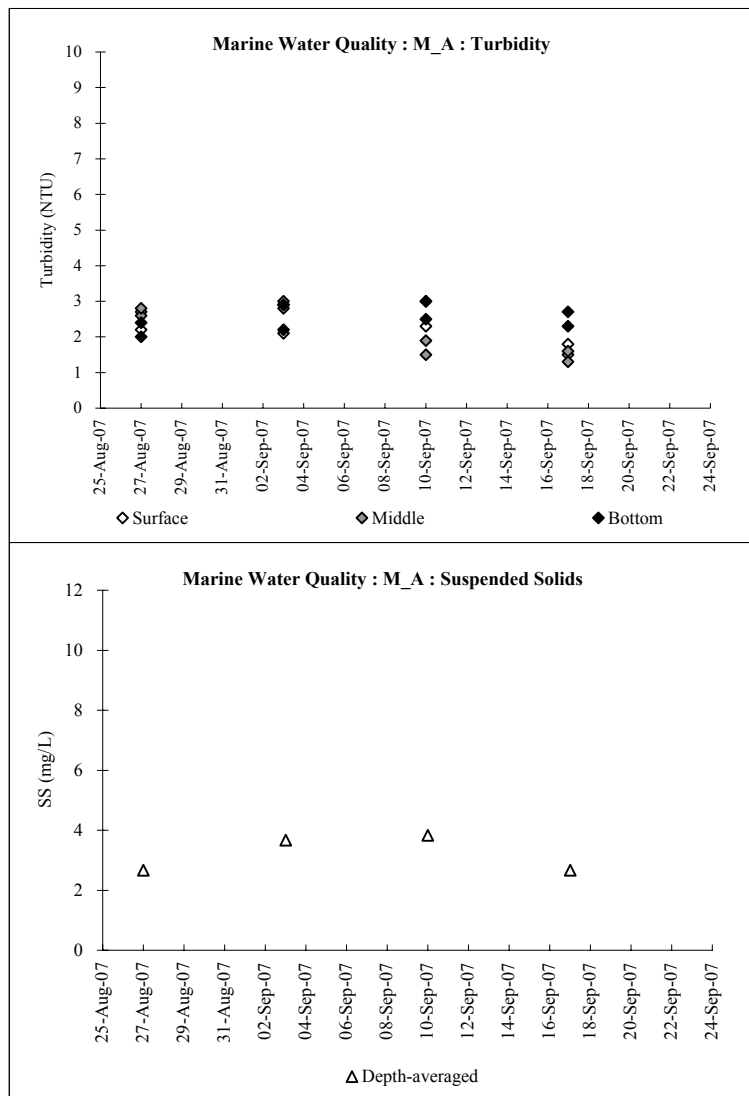 Marine Water Quality : M_A : Turbidity
Turbidity (NTU)
10
9
8
7
6
5
4
3
2
1
0
25-Aug-07 27-Aug-07 29-Aug-07 31-Aug-07 02-Sep-07 04-Sep-07 06-Sep-07 08-Sep-07 10-Sep-07 12-Sep-07 14-Sep-07 16-Sep-07 18-Sep-07 20-Sep-07 22-Sep-07 24-Sep-07
Surface Middle Bottom
Marine Water Quality : M_A : Suspended Solids
SS (mg/L)
12
10
8
6
4
2
0
25-Aug-07 27-Aug-07 29-Aug-07 31-Aug-07 02-Sep-07 04-Sep-07 06-Sep-07 08-Sep-07 10-Sep-07 12-Sep-07 14-Sep-07 16-Sep-07 18-Sep-07 20-Sep-07 22-Sep-07 24-Sep-07
Depth-averaged